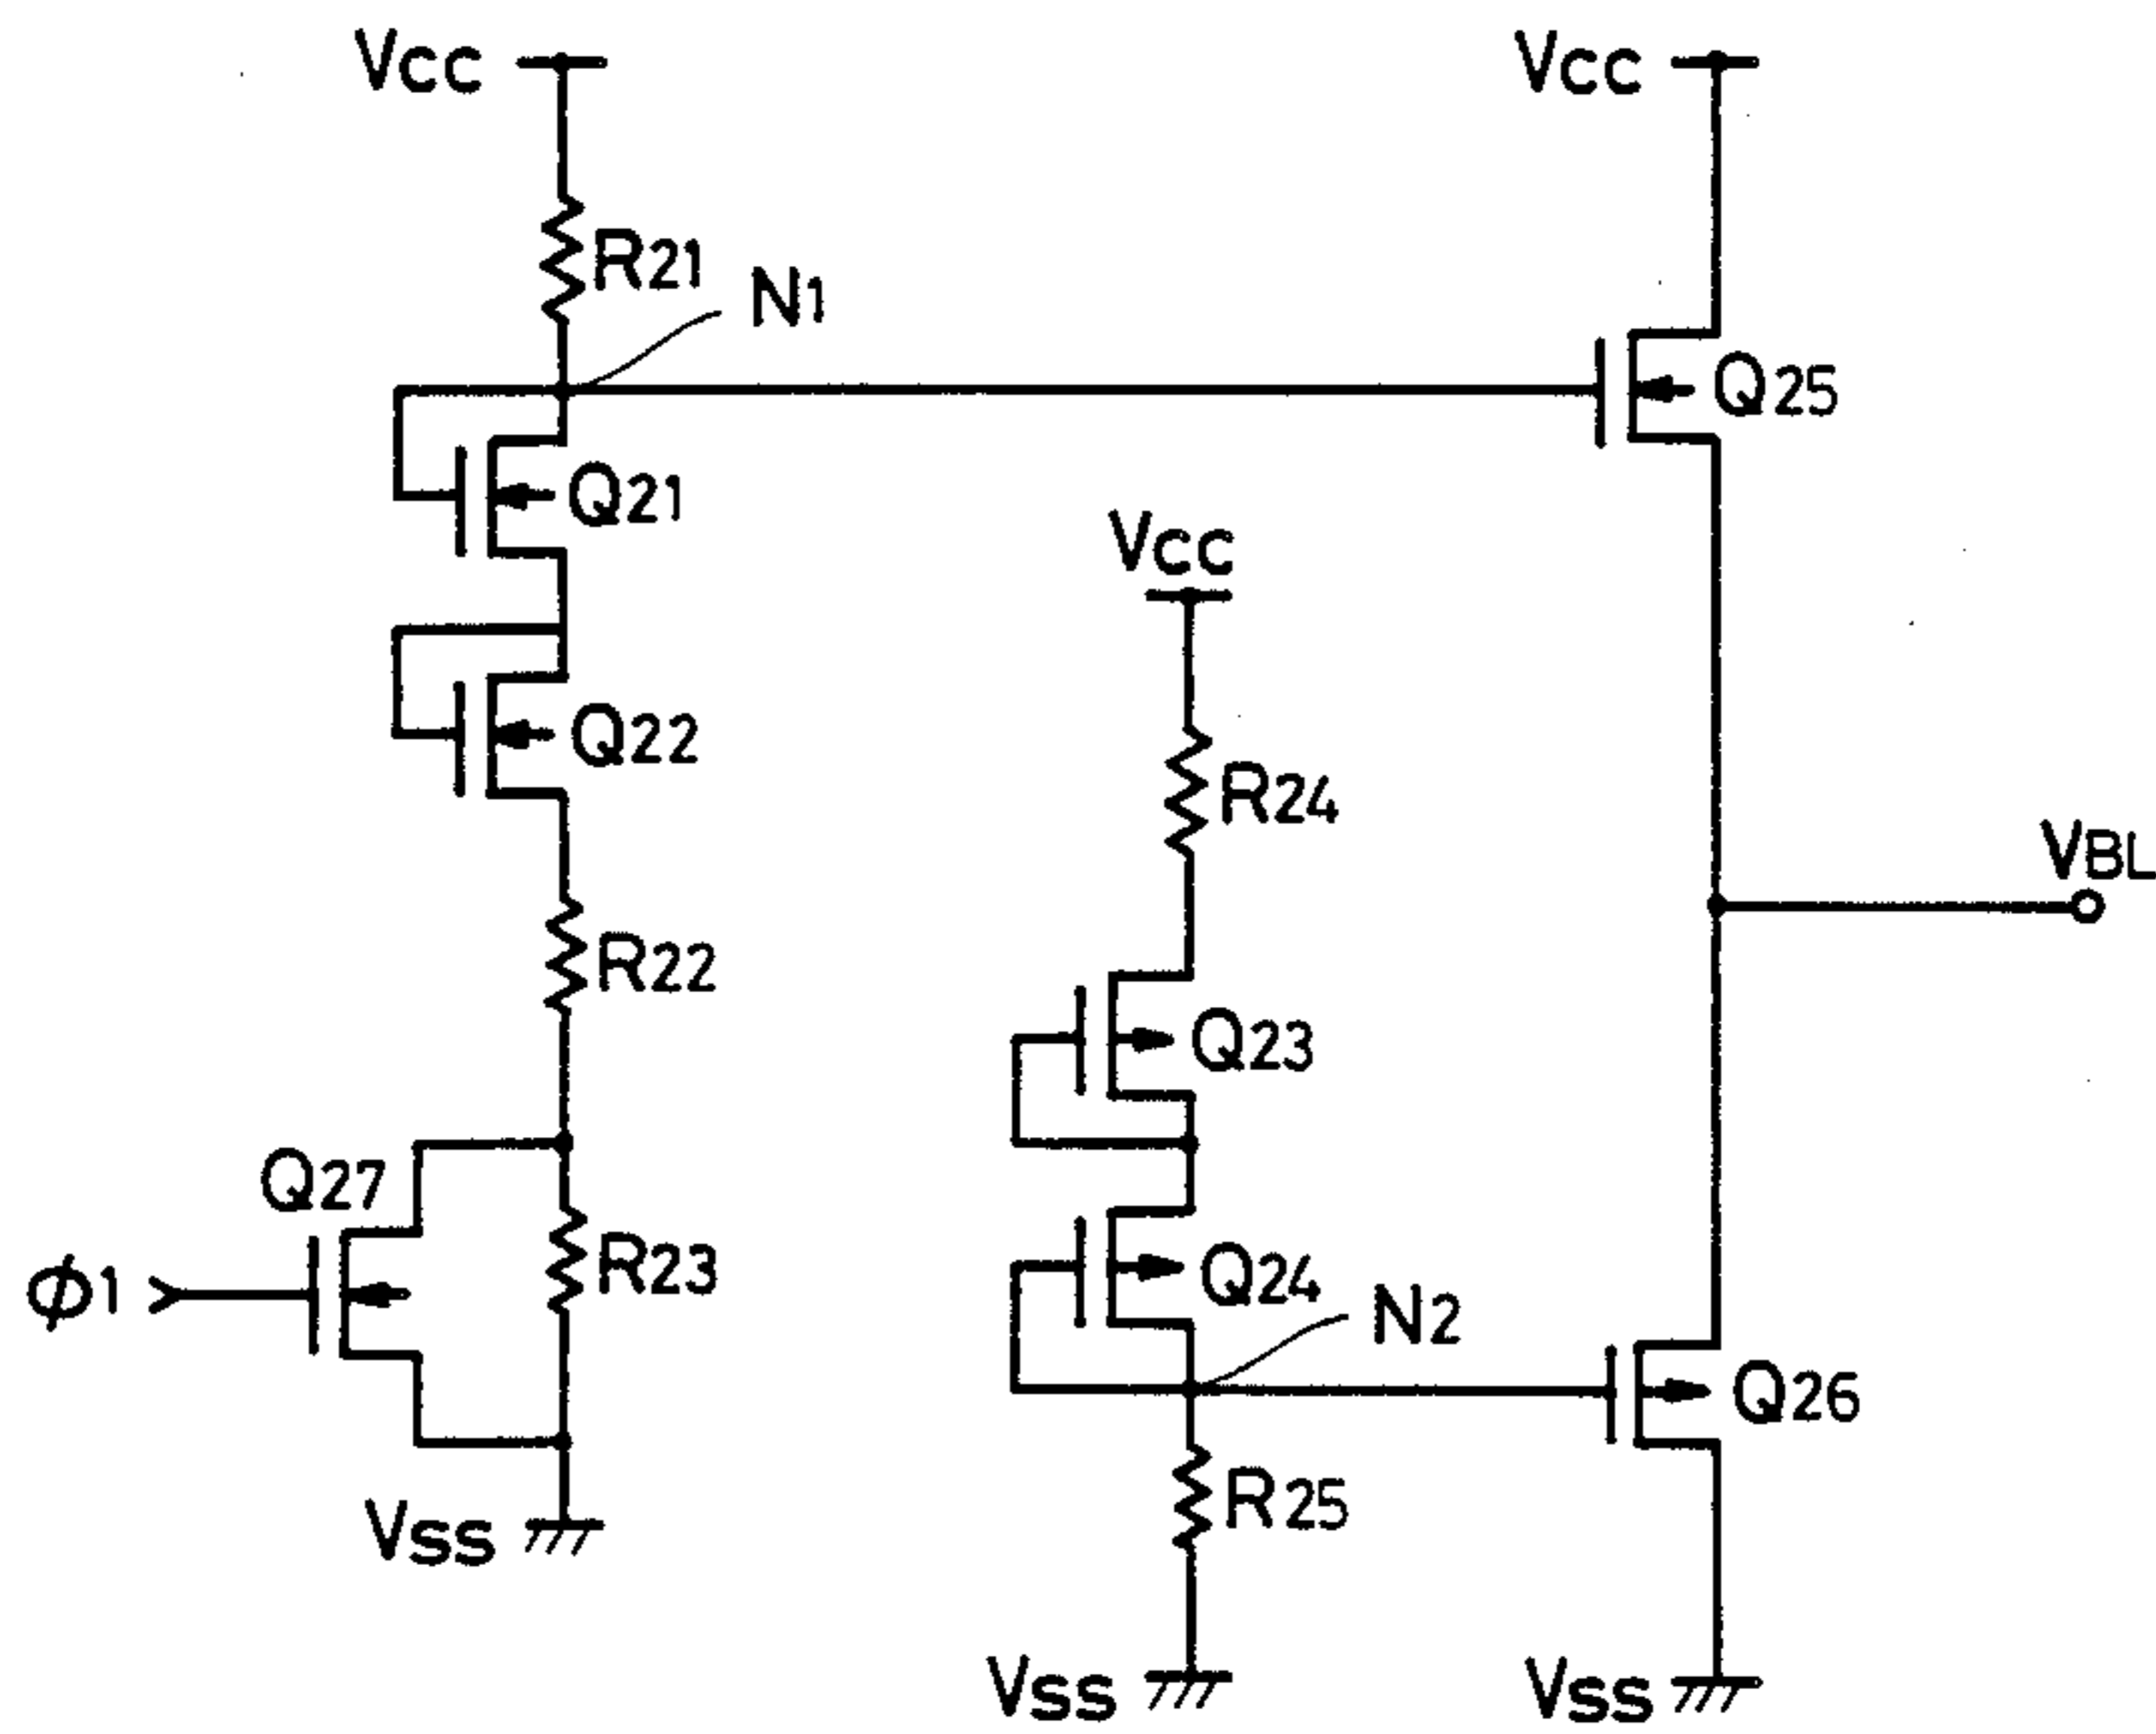 Vcc
Vcc
R21
N1
Q25
Q21
Vcc
Q22
R24
VBL
R22
Q23
Q27
R23
Q24
ϕ1
N2
Q26
R25
Vss
Vss
Vss